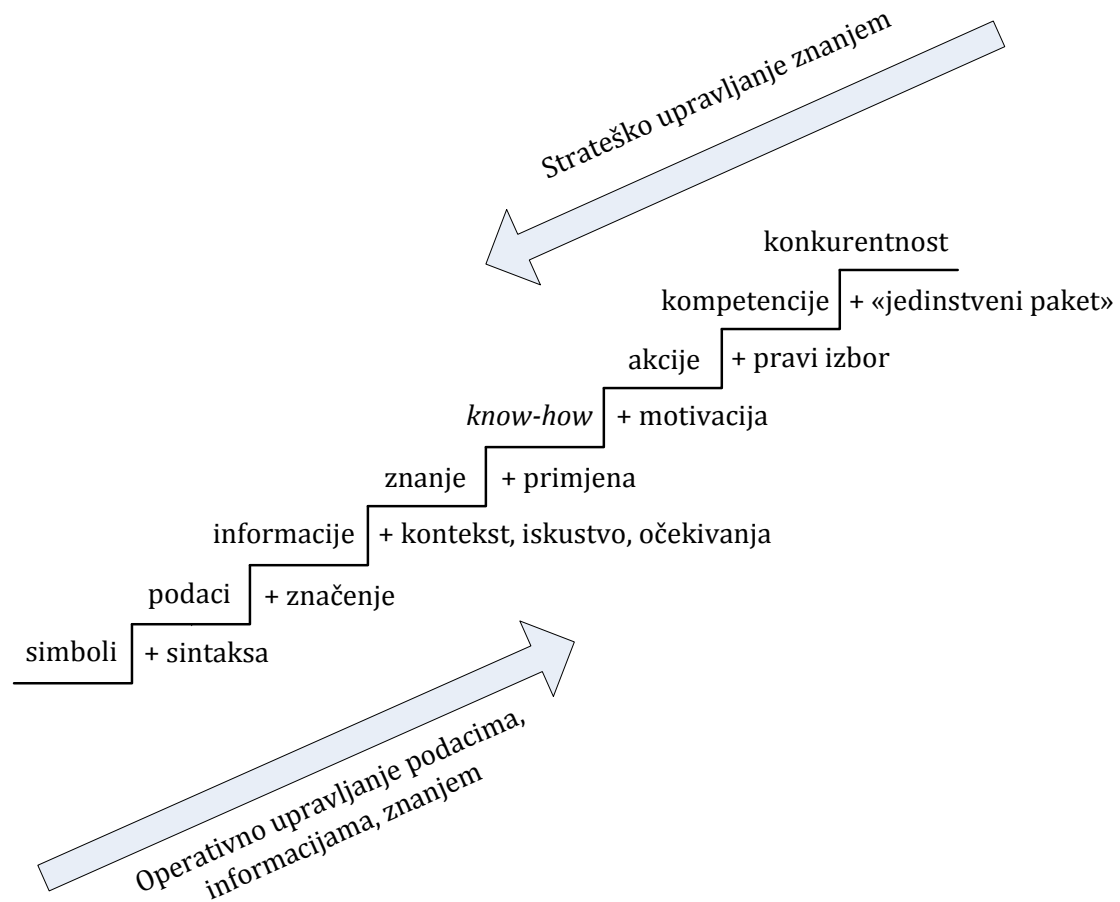 Strateško upravljanje znanjem
konkurentnost
kompetencije + «jedinstveni paket»
akcije + pravi izbor
know-how + motivacija
znanje + primjena
informacije + kontekst, iskustvo, očekivanja
podaci + značenje
simboli + sintaksa
Operativno upravljanje podacima,
informacijama, znanjem